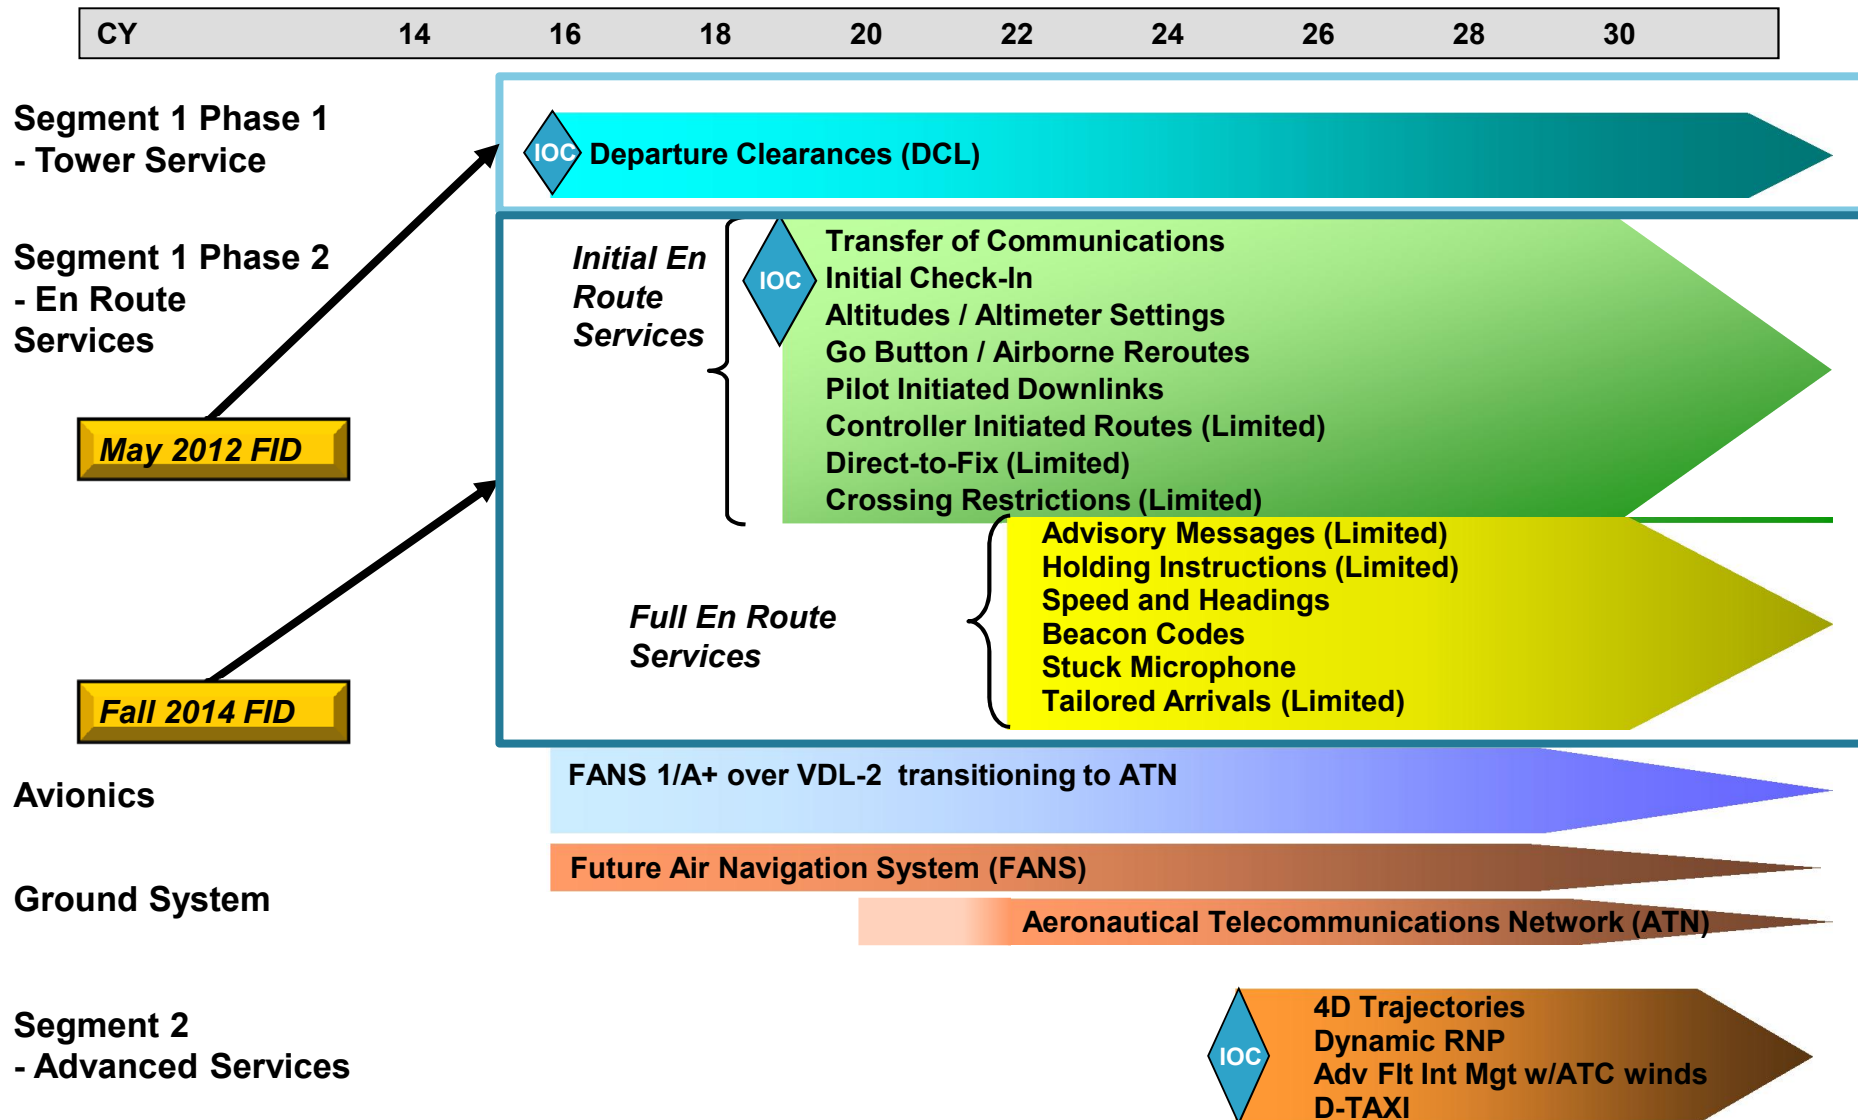 CY 14 16 18 20 22 24 26 28 30
Segment 1 Phase 1
- Tower Service
IOC Departure Clearances (DCL)
Segment 1 Phase 2
- En Route
Services
Initial En
Route
Services
IOC
Transfer of Communications
Initial Check-In
Altitudes / Altimeter Settings
Go Button / Airborne Reroutes
Pilot Initiated Downlinks
Controller Initiated Routes (Limited)
Direct-to-Fix (Limited)
Crossing Restrictions (Limited)
May 2012 FID
Full En Route
Services
Advisory Messages (Limited)
Holding Instructions (Limited)
Speed and Headings
Beacon Codes
Stuck Microphone
Tailored Arrivals (Limited)
Fall 2014 FID
Avionics
FANS 1/A+ over VDL-2 transitioning to ATN
Ground System
Future Air Navigation System (FANS)
Aeronautical Telecommunications Network (ATN)
Segment 2
- Advanced Services
IOC
4D Trajectories
Dynamic RNP
Adv Flt Int Mgt w/ATC winds
D-TAXI